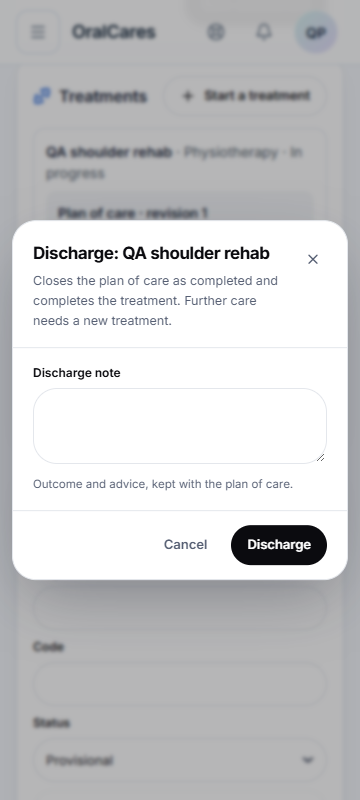 OralCares
QP
Treatments
+ Start a treatment
QA shoulder rehab · Physiotherapy · In
progress
Plan of care · revision 1
Discharge: QA shoulder rehab
Closes the plan of care as completed and
completes the treatment. Further care
needs a new treatment.
Discharge note
Outcome and advice, kept with the plan of care.
Cancel
Discharge
Code
Status
Provisional